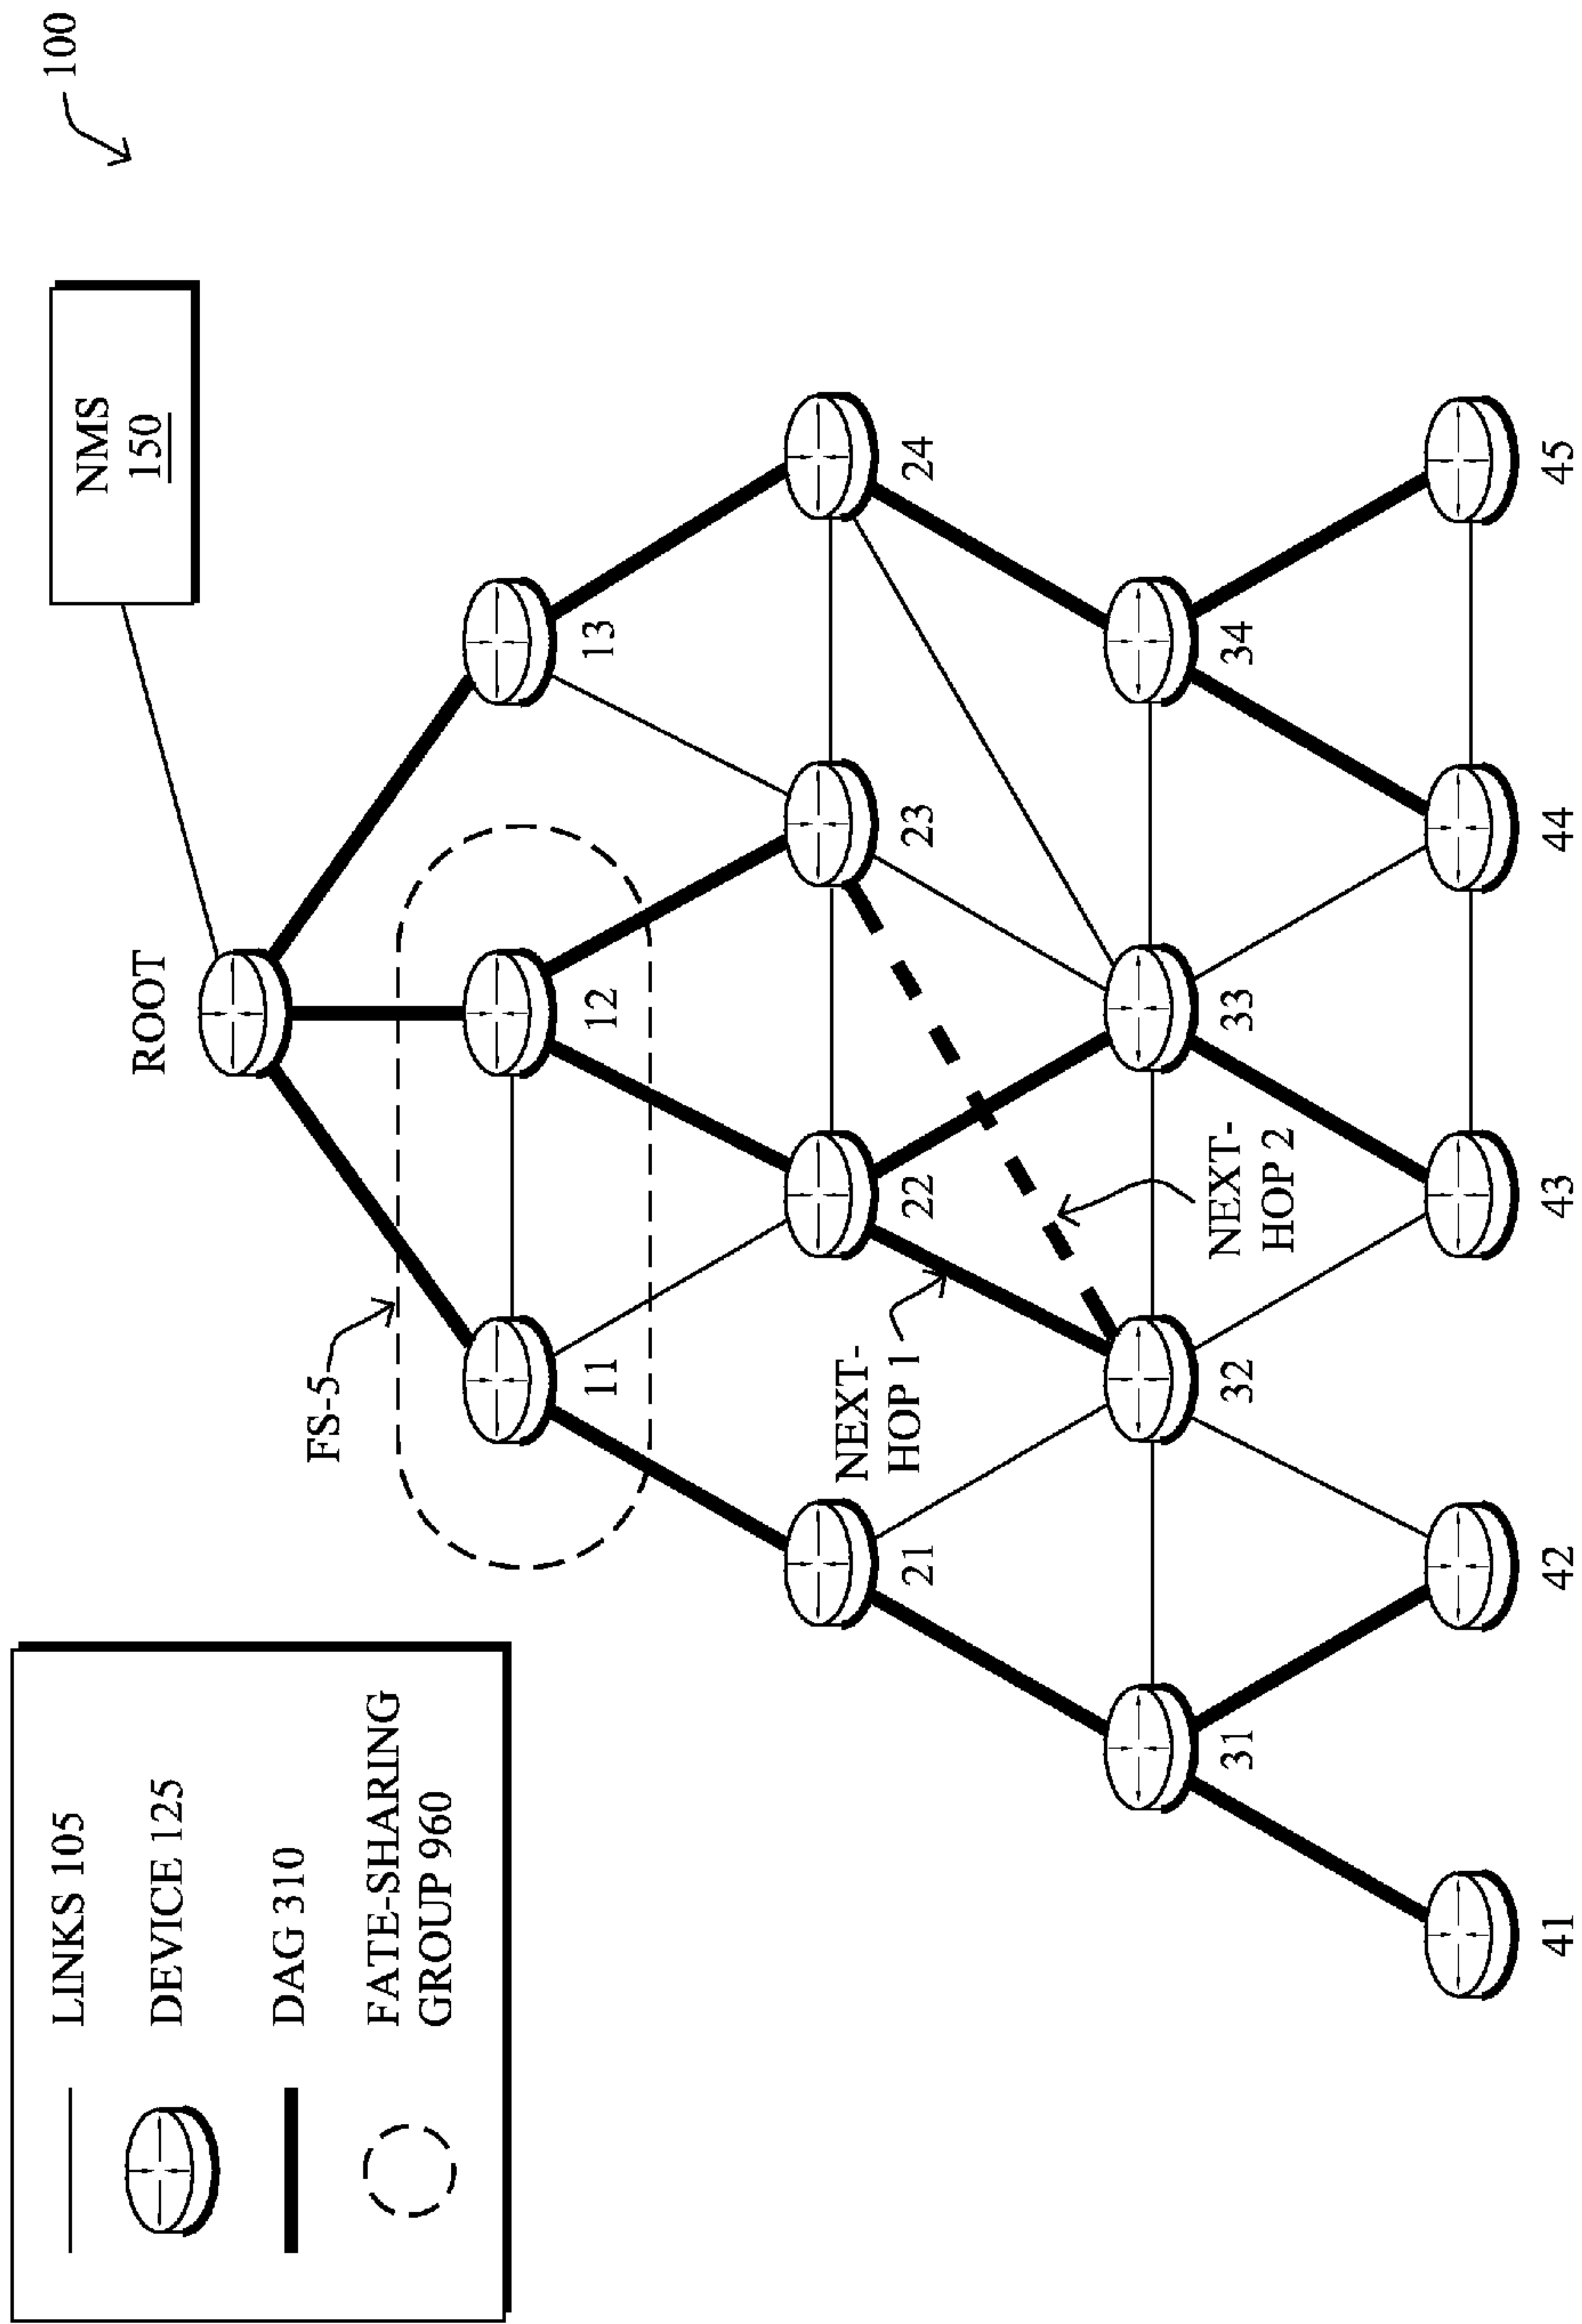 100
NMS
150
ROOT
FS-5
11
12
13
21
22
23
24
NEXT-
HOP 1
NEXT-
HOP 2
31
32
33
34
41
42
43
44
45
LINKS 105
DEVICE 125
DAG 310
FATE-SHARING
GROUP 960